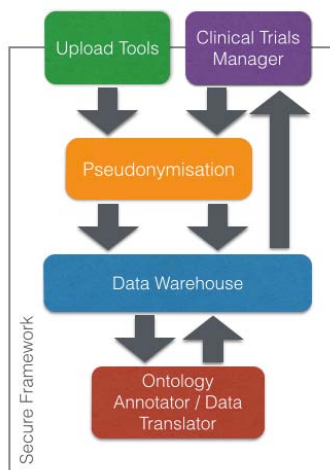 Upload Tools
Clinical Trials
Manager
Pseudonymisation
Data Warehouse
Ontology
Annotator / Data
Translator
Secure Framework